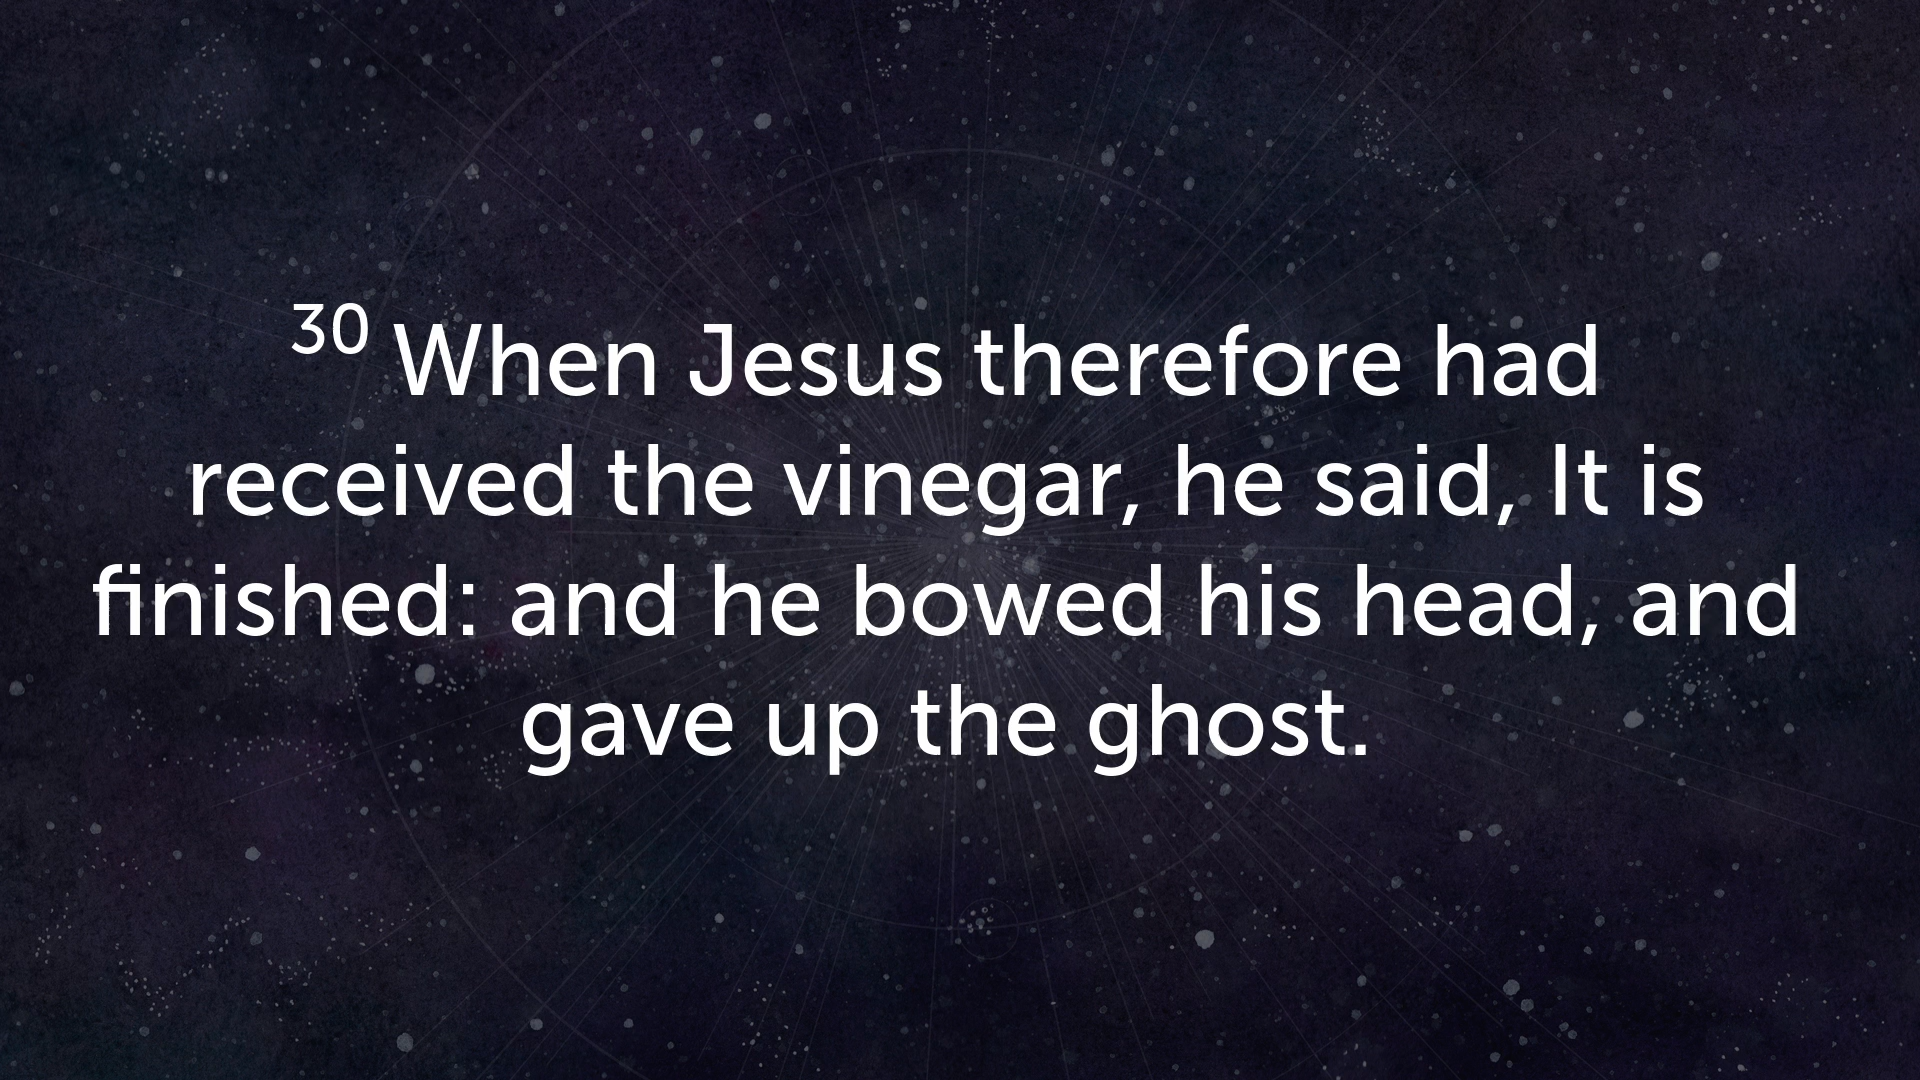 30 When Jesus therefore had
received the vinegar, he said, It is
finished: and he bowed his head, and
gave up the ghost.